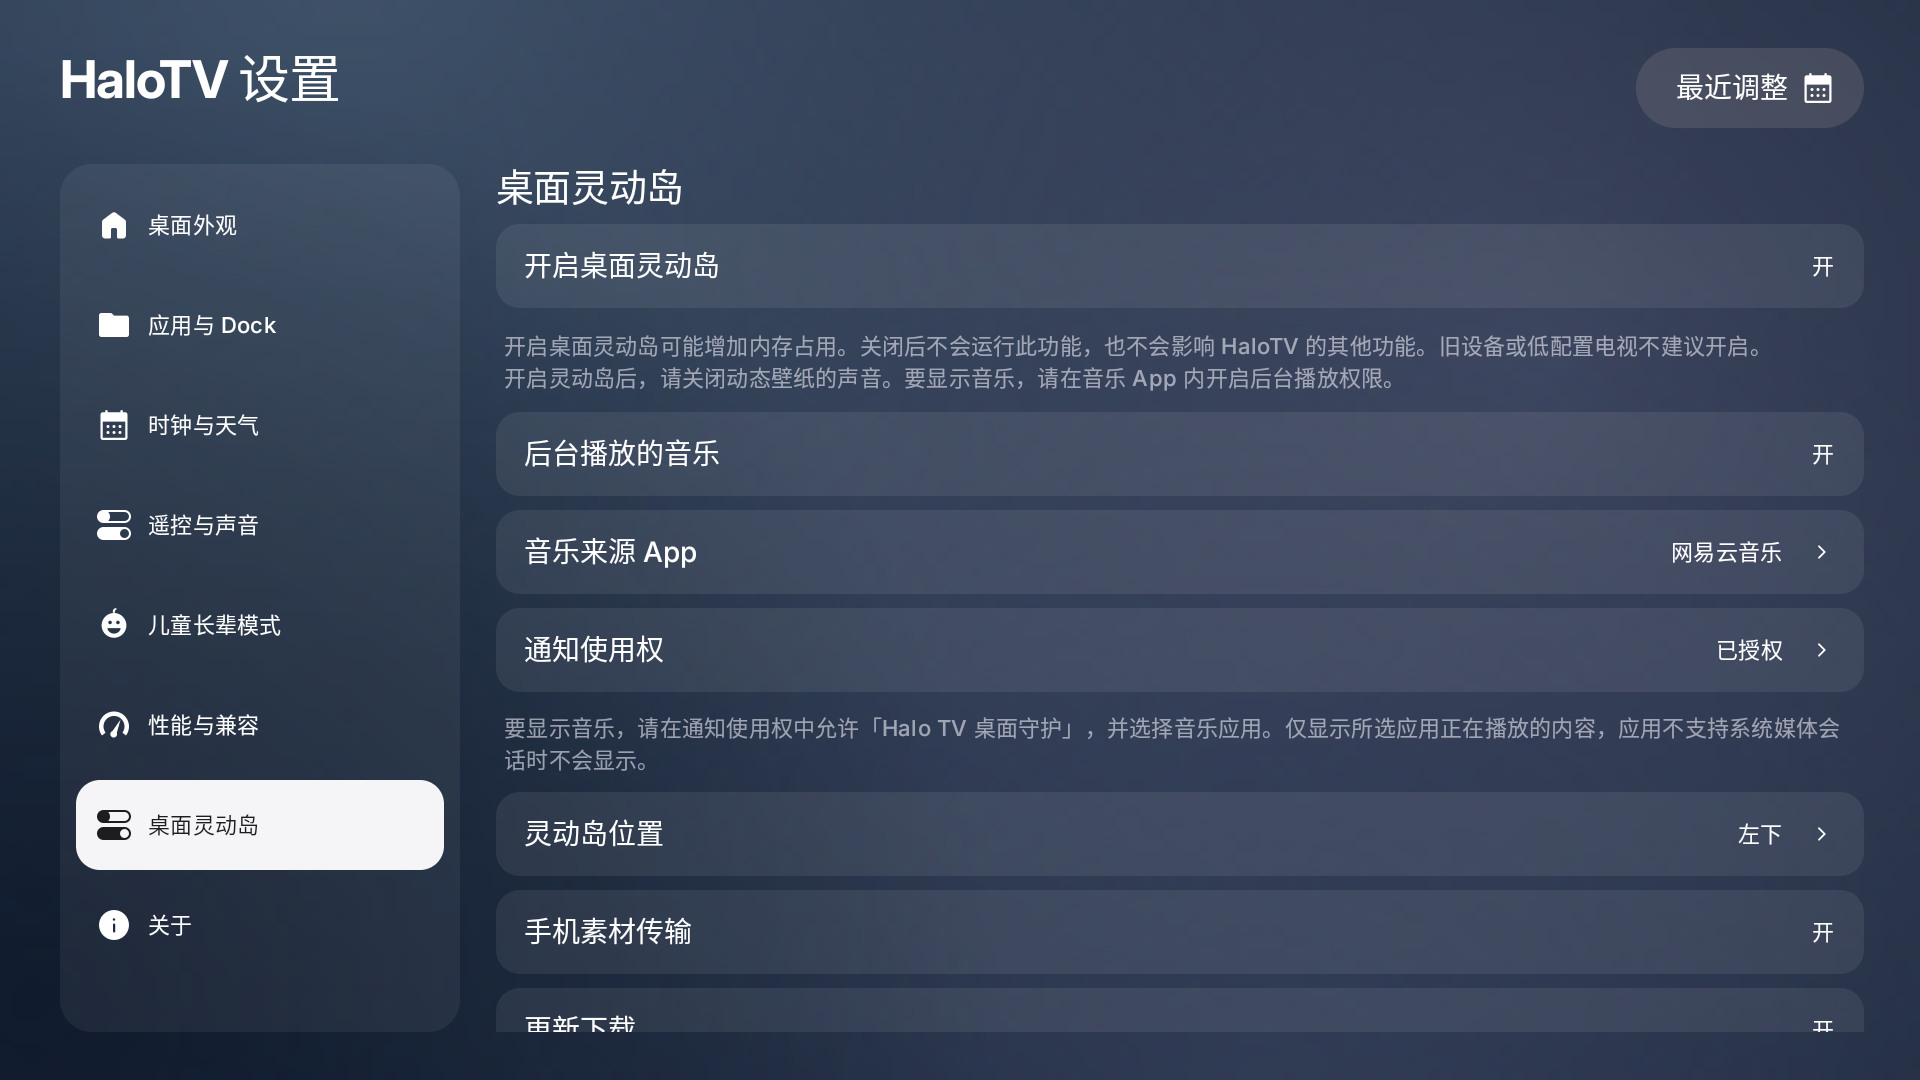 HaloTV 设置
最近调整
桌面外观
应用与 Dock
时钟与天气
遥控与声音
儿童长辈模式
性能与兼容
桌面灵动岛
关于
桌面灵动岛
开启桌面灵动岛 开
开启桌面灵动岛可能增加内存占用。关闭后不会运行此功能，也不会影响 HaloTV 的其他功能。旧设备或低配置电视不建议开启。
开启灵动岛后，请关闭动态壁纸的声音。要显示音乐，请在音乐 App 内开启后台播放权限。
后台播放的音乐 开
音乐来源 App 网易云音乐
通知使用权 已授权
要显示音乐，请在通知使用权中允许「Halo TV 桌面守护」，并选择音乐应用。仅显示所选应用正在播放的内容，应用不支持系统媒体会
话时不会显示。
灵动岛位置 左下
手机素材传输 开
更新下载 开